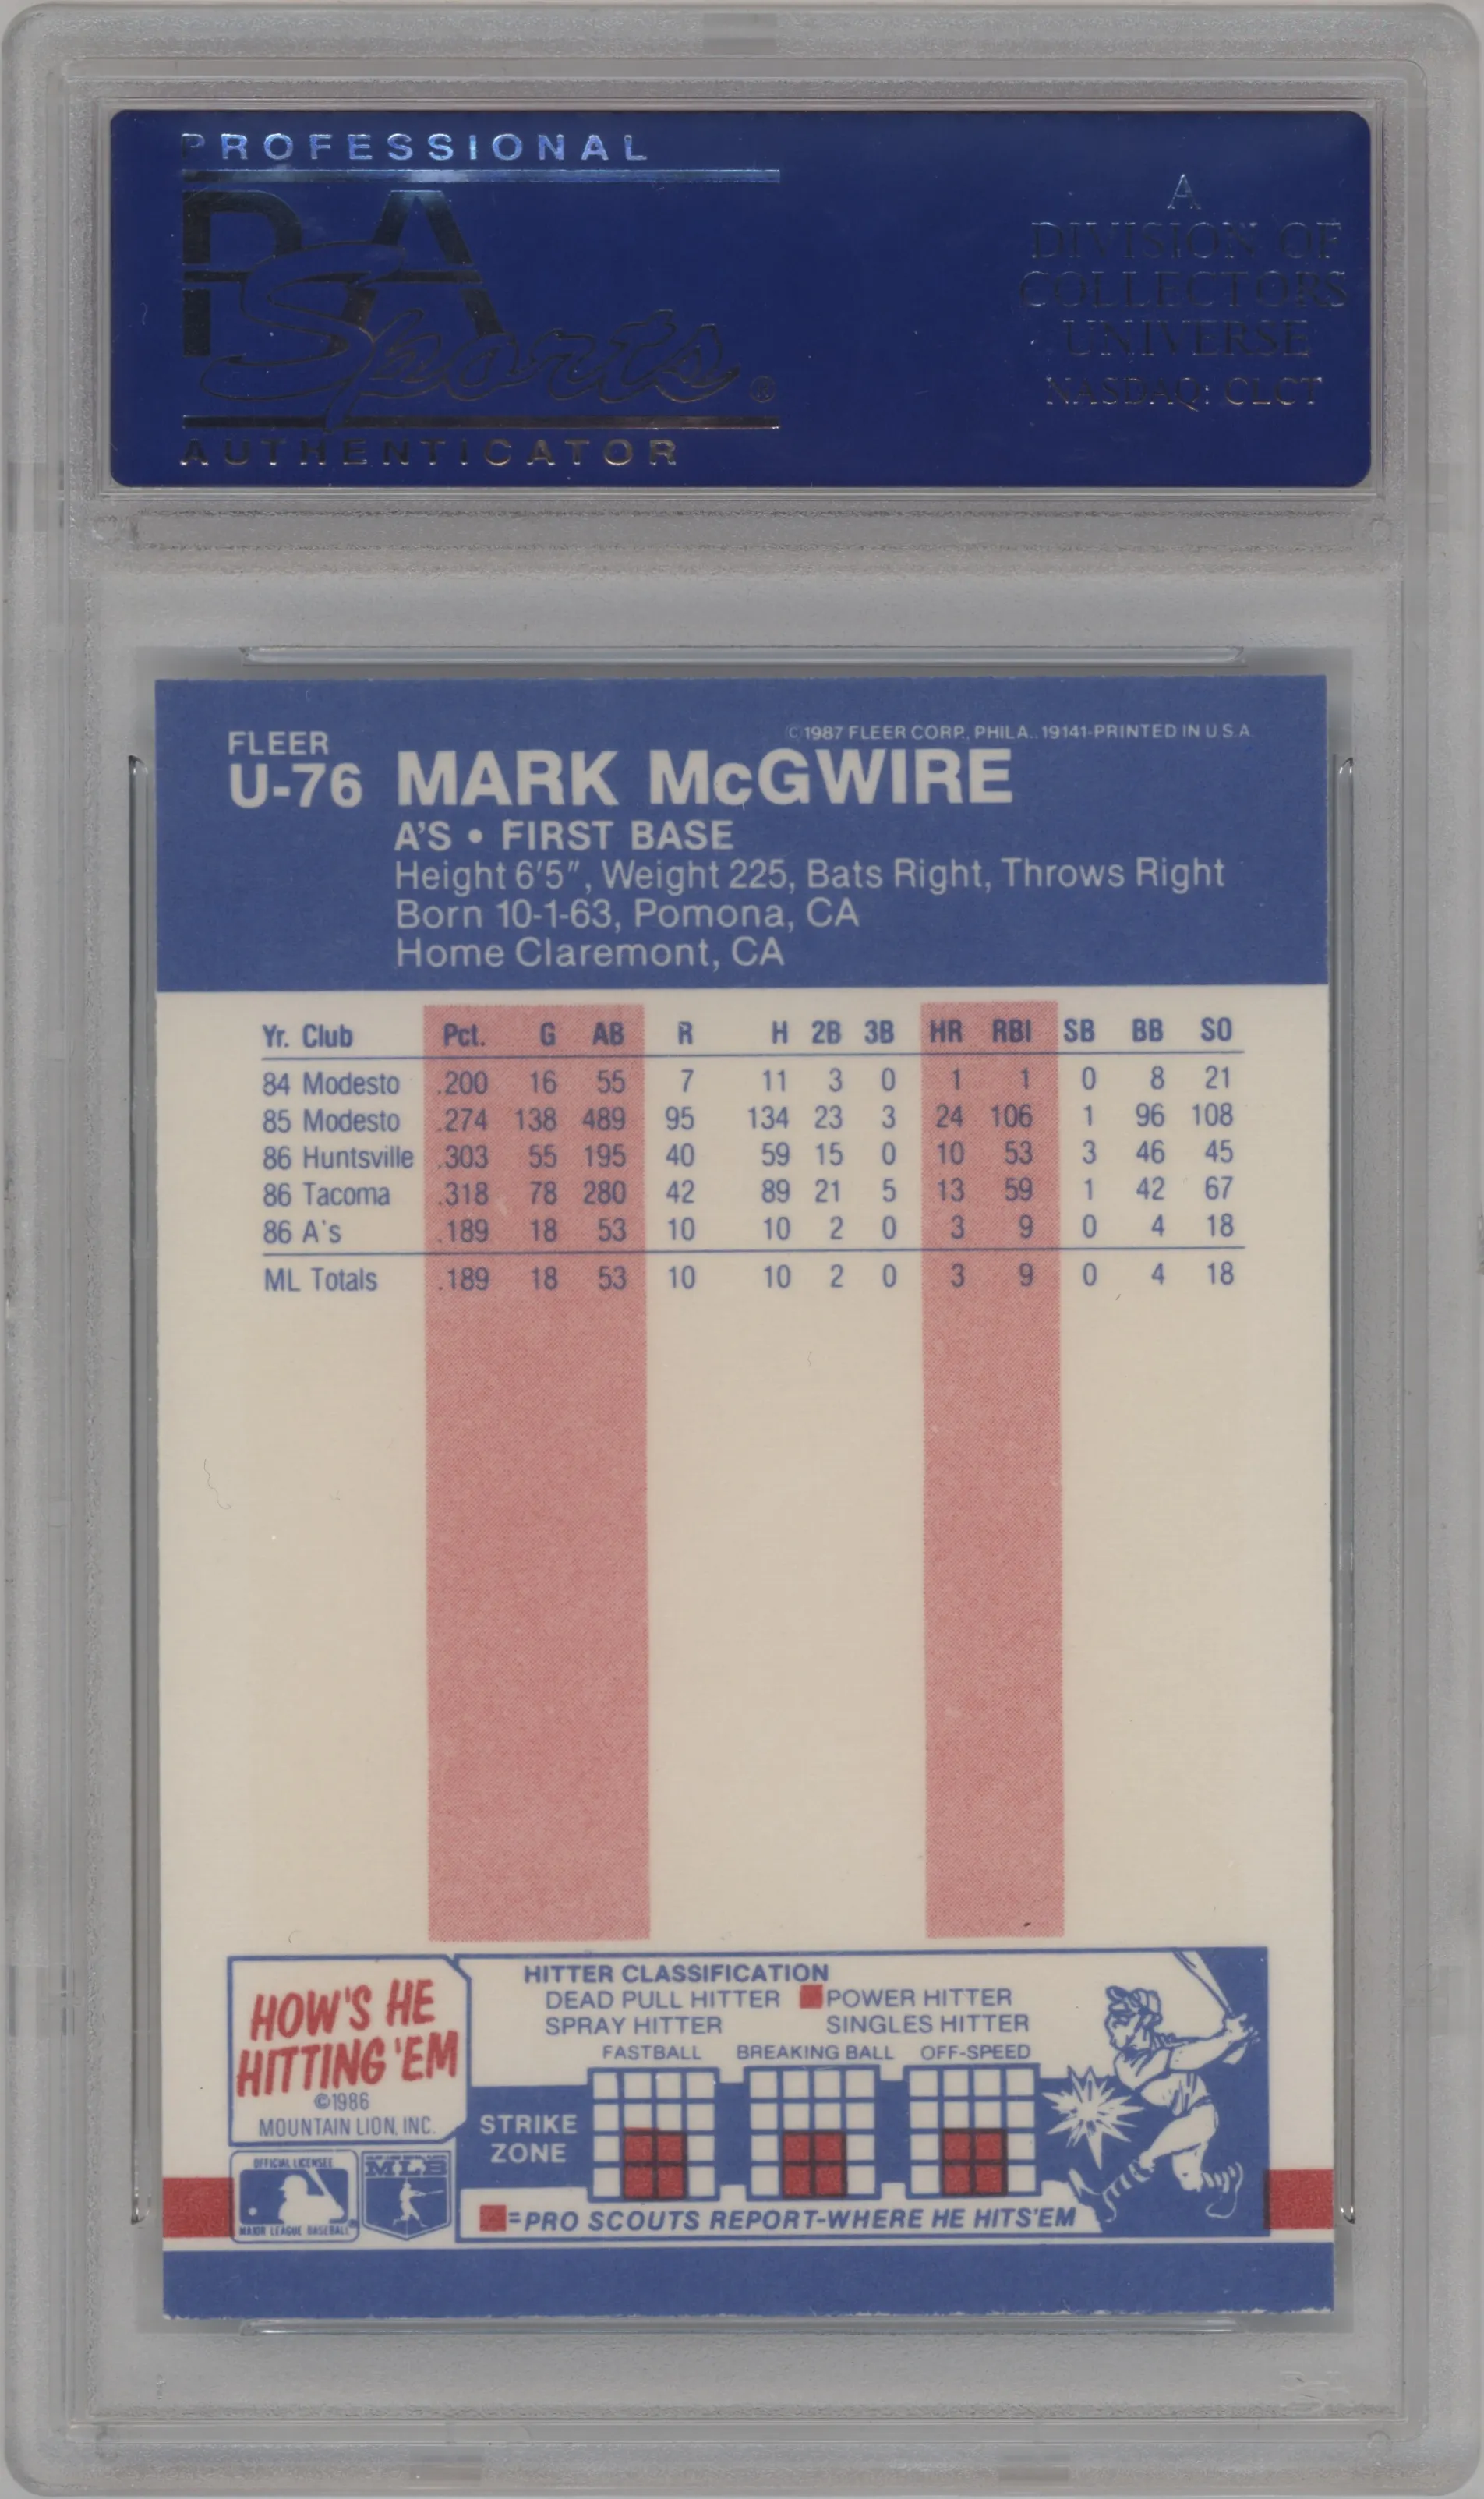 PROFESSIONAL
PSA
Sports ®
AUTHENTICATOR
A
DIVISION OF
COLLECTORS
UNIVERSE
NASDAQ: CLCT
©1987 FLEER CORP., PHILA., 19141-PRINTED IN U.S.A.
FLEER
U-76 MARK McGWIRE
A'S • FIRST BASE
Height 6'5", Weight 225, Bats Right, Throws Right
Born 10-1-63, Pomona, CA
Home Claremont, CA
Yr. Club Pct. G AB R H 2B 3B HR RBI SB BB SO
84 Modesto .200 16 55 7 11 3 0 1 1 0 8 21
85 Modesto .274 138 489 95 134 23 3 24 106 1 96 108
86 Huntsville .303 55 195 40 59 15 0 10 53 3 46 45
86 Tacoma .318 78 280 42 89 21 5 13 59 1 42 67
86 A's .189 18 53 10 10 2 0 3 9 0 4 18
ML Totals .189 18 53 10 10 2 0 3 9 0 4 18
HOW'S HE
HITTING 'EM
©1986
MOUNTAIN LION, INC.
HITTER CLASSIFICATION
DEAD PULL HITTER POWER HITTER
SPRAY HITTER SINGLES HITTER
FASTBALL BREAKING BALL OFF-SPEED
STRIKE
ZONE
=PRO SCOUTS REPORT-WHERE HE HITS'EM
OFFICIAL LICENSEE
MAJOR LEAGUE BASEBALL
MLB